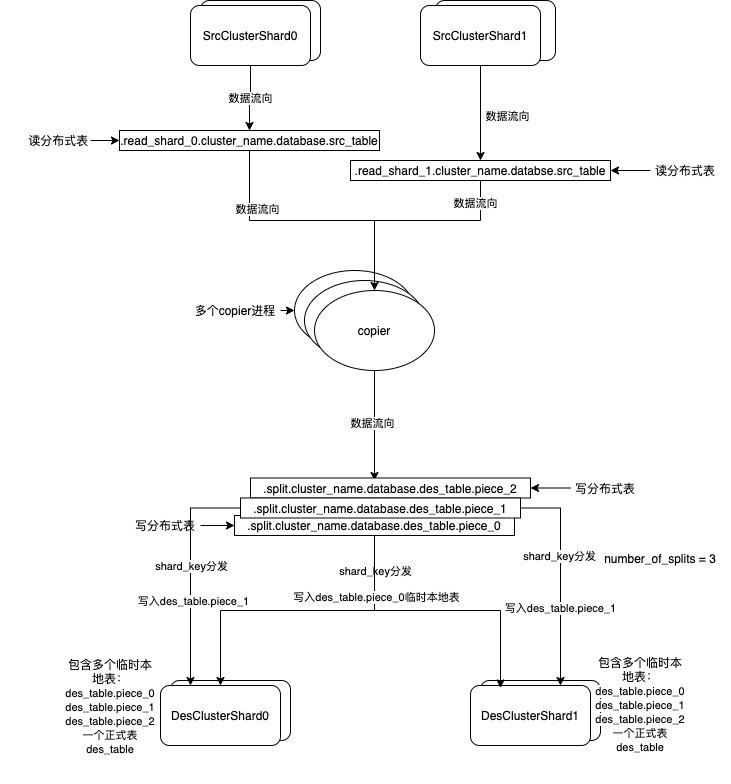 SrcClusterShard0
SrcClusterShard1
数据流向
数据流向
读分布式表
.read_shard_0.cluster_name.database.src_table
.read_shard_1.cluster_name.databse.src_table
读分布式表
数据流向
数据流向
多个copier进程
copier
数据流向
.split.cluster_name.database.des_table.piece_2
写分布式表
.split.cluster_name.database.des_table.piece_1
写分布式表
.split.cluster_name.database.des_table.piece_0
shard_key分发
shard_key分发
shard_key分发
number_of_splits = 3
写入des_table.piece_1
写入des_table.piece_0临时本地表
写入des_table.piece_1
包含多个临时本
地表：
des_table.piece_0
des_table.piece_1
des_table.piece_2
一个正式表
des_table
DesClusterShard0
DesClusterShard1
包含多个临时本
地表：
des_table.piece_0
des_table.piece_1
des_table.piece_2
一个正式表
des_table